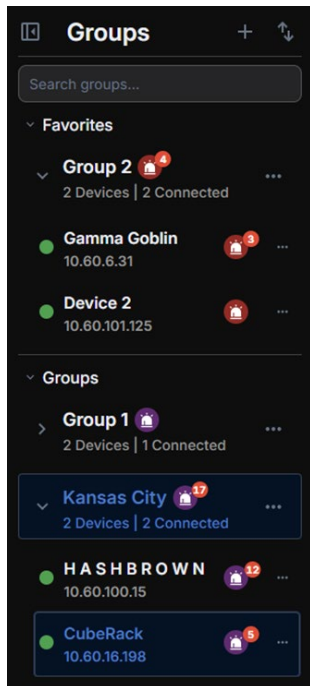 Groups
Search groups...
Favorites
Group 2 4
2 Devices | 2 Connected
Gamma Goblin 3
10.60.6.31
Device 2
10.60.101.125
Groups
Group 1
2 Devices | 1 Connected
Kansas City 17
2 Devices | 2 Connected
HASHBROWN 12
10.60.100.15
CubeRack 5
10.60.16.198